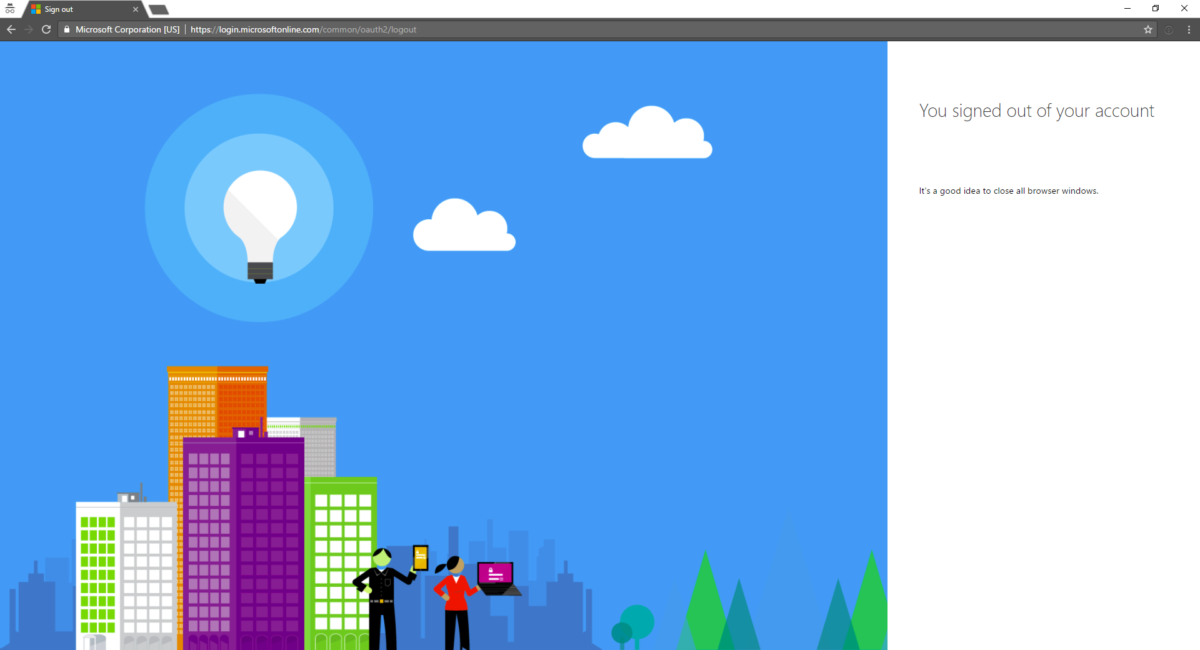 Sign out
Microsoft Corporation [US] | https://login.microsoftonline.com/common/oauth2/logout
You signed out of your account
It's a good idea to close all browser windows.